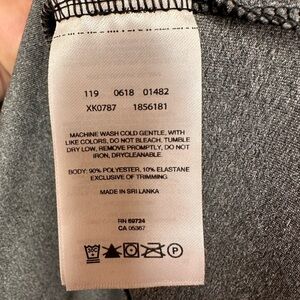 119 0618 01482
XK0787 1856181
MACHINE WASH COLD GENTLE, WITH
LIKE COLORS, DO NOT BLEACH, TUMBLE
DRY LOW, REMOVE PROMPTLY, DO NOT
IRON, DRYCLEANABLE.
BODY: 90% POLYESTER, 10% ELASTANE
EXCLUSIVE OF TRIMMING
MADE IN SRI LANKA
RN 69724
CA 05367
P